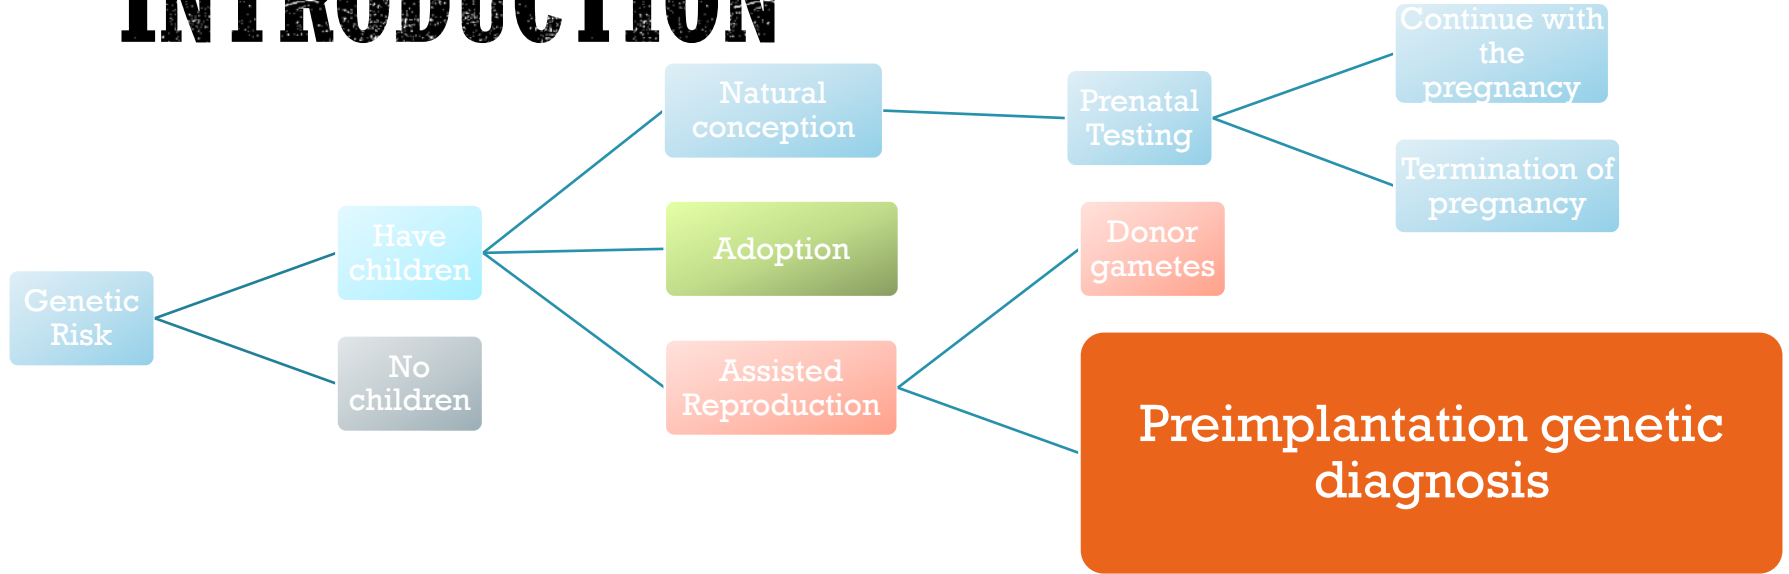 INTRODUCTION
Continue with
the
pregnancy
Natural
conception
Prenatal
Testing
Termination of
pregnancy
Have
children
Adoption
Donor
gametes
Genetic
Risk
No
children
Assisted
Reproduction
Preimplantation genetic
diagnosis